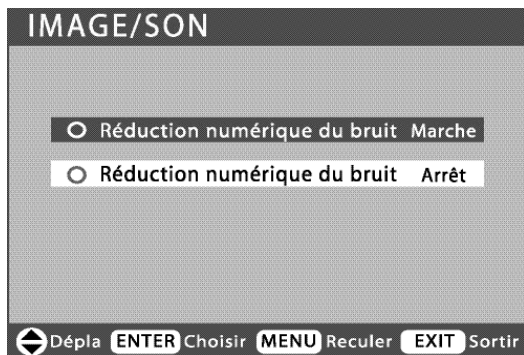 IMAGE/SON
Réduction numérique du bruit Marche
Réduction numérique du bruit Arrêt
Dépla ENTER Choisir MENU Reculer EXIT Sortir